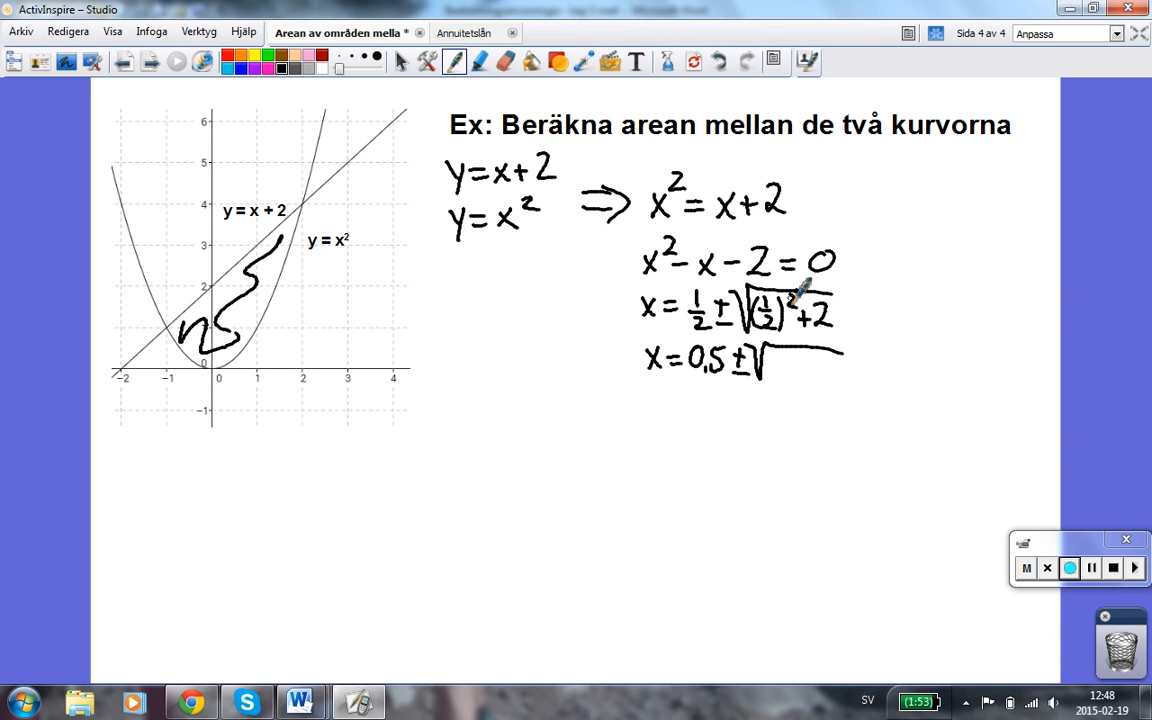 ActivInspire – Studio
Arkiv Redigera Visa Infoga Verktyg Hjälp Arean av områden mella * Annuitetslån Sida 4 av 4 Anpassa
Ex: Beräkna arean mellan de två kurvorna
y = x + 2
y = x²
⇒ x² = x + 2
x² - x - 2 = 0
x = 1/2 ± √(1/2)² + 2
x = 0,5 ± √
6
5
4
3
2
1
0
−1
−2 −1 0 1 2 3 4
y = x + 2
y = x²
M
SV (1:53) 12:48
2015-02-19